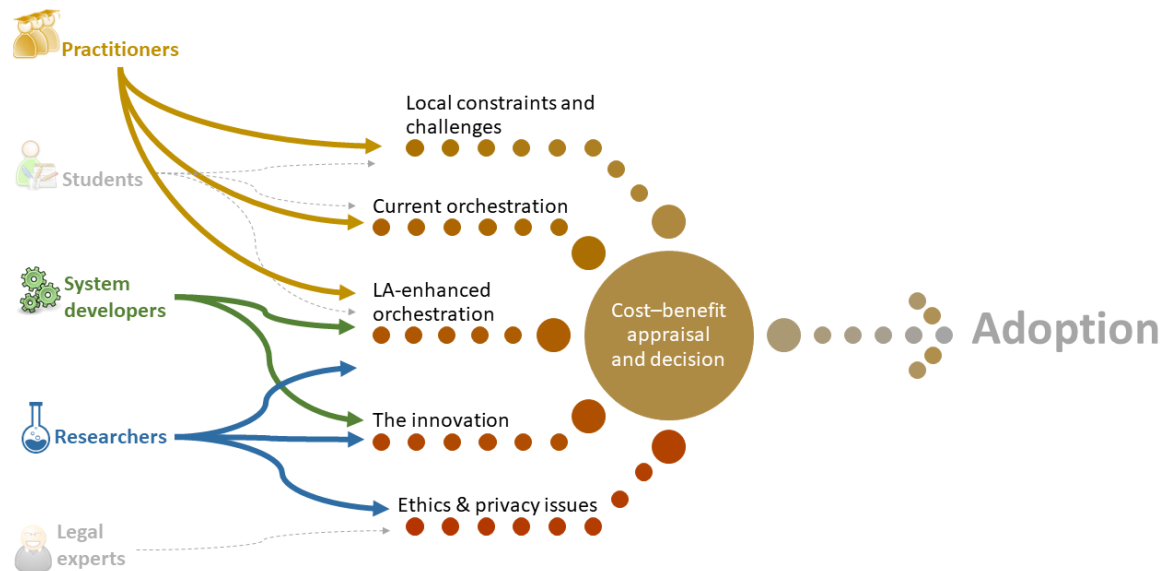 Practitioners
Students
System
developers
Researchers
Legal
experts
Local constraints and
challenges
Current orchestration
LA-enhanced
orchestration
The innovation
Ethics & privacy issues
Cost–benefit
appraisal
and decision
Adoption